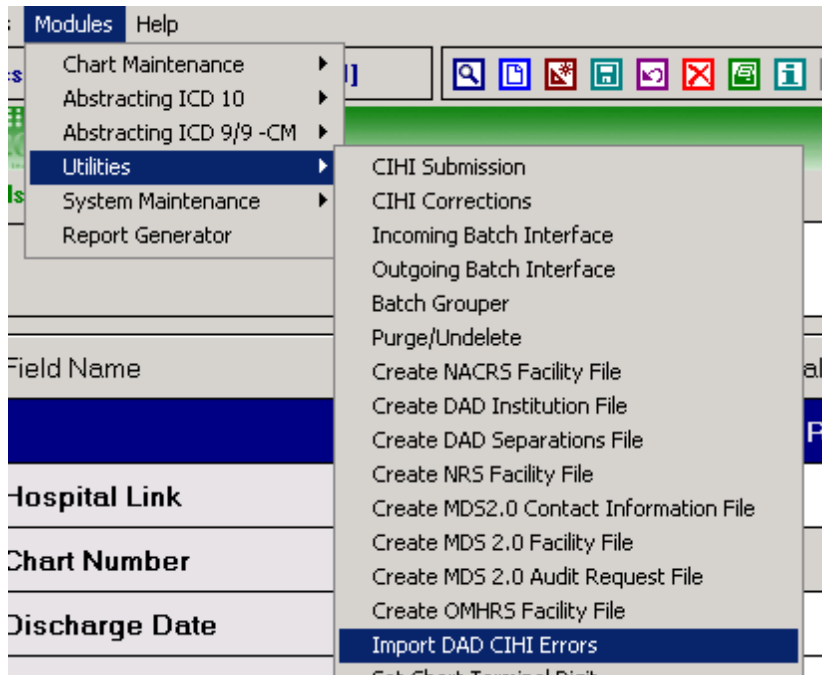 Modules Help
Chart Maintenance
Abstracting ICD 10
Abstracting ICD 9/9 -CM
Utilities
System Maintenance
Report Generator
CIHI Submission
CIHI Corrections
Incoming Batch Interface
Outgoing Batch Interface
Batch Grouper
Purge/Undelete
Create NACRS Facility File
Create DAD Institution File
Create DAD Separations File
Create NRS Facility File
Create MDS2.0 Contact Information File
Create MDS 2.0 Facility File
Create MDS 2.0 Audit Request File
Create OMHRS Facility File
Import DAD CIHI Errors
Set Chart Terminal Digit
Field Name
Hospital Link
Chart Number
Discharge Date